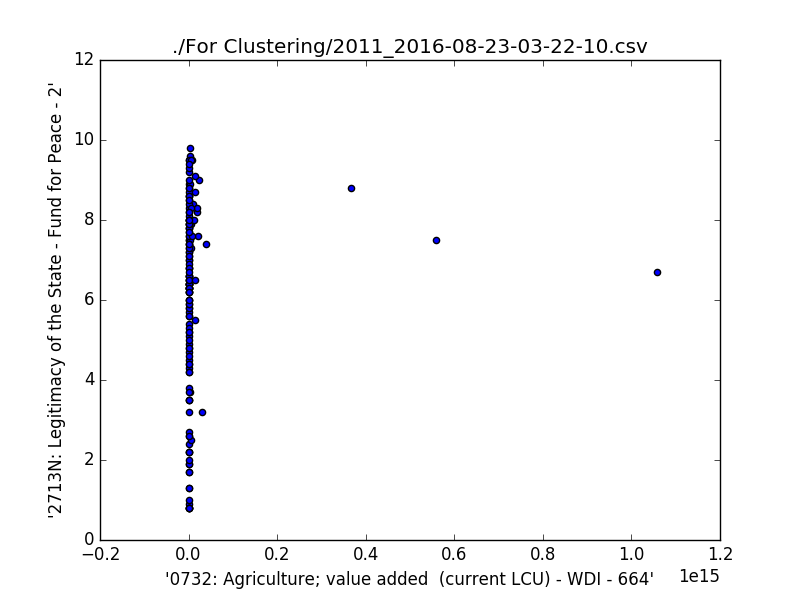 ./For Clustering/2011_2016-08-23-03-22-10.csv
12
10
8
6
4
2
0
'2713N: Legitimacy of the State - Fund for Peace - 2'
−0.2 0.0 0.2 0.4 0.6 0.8 1.0 1.2
1e15
'0732: Agriculture; value added  (current LCU) - WDI - 664'